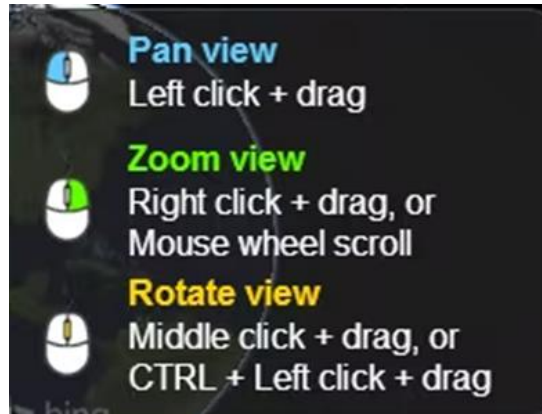 Pan view
Left click + drag
Zoom view
Right click + drag, or
Mouse wheel scroll
Rotate view
Middle click + drag, or
CTRL + Left click + drag
bing